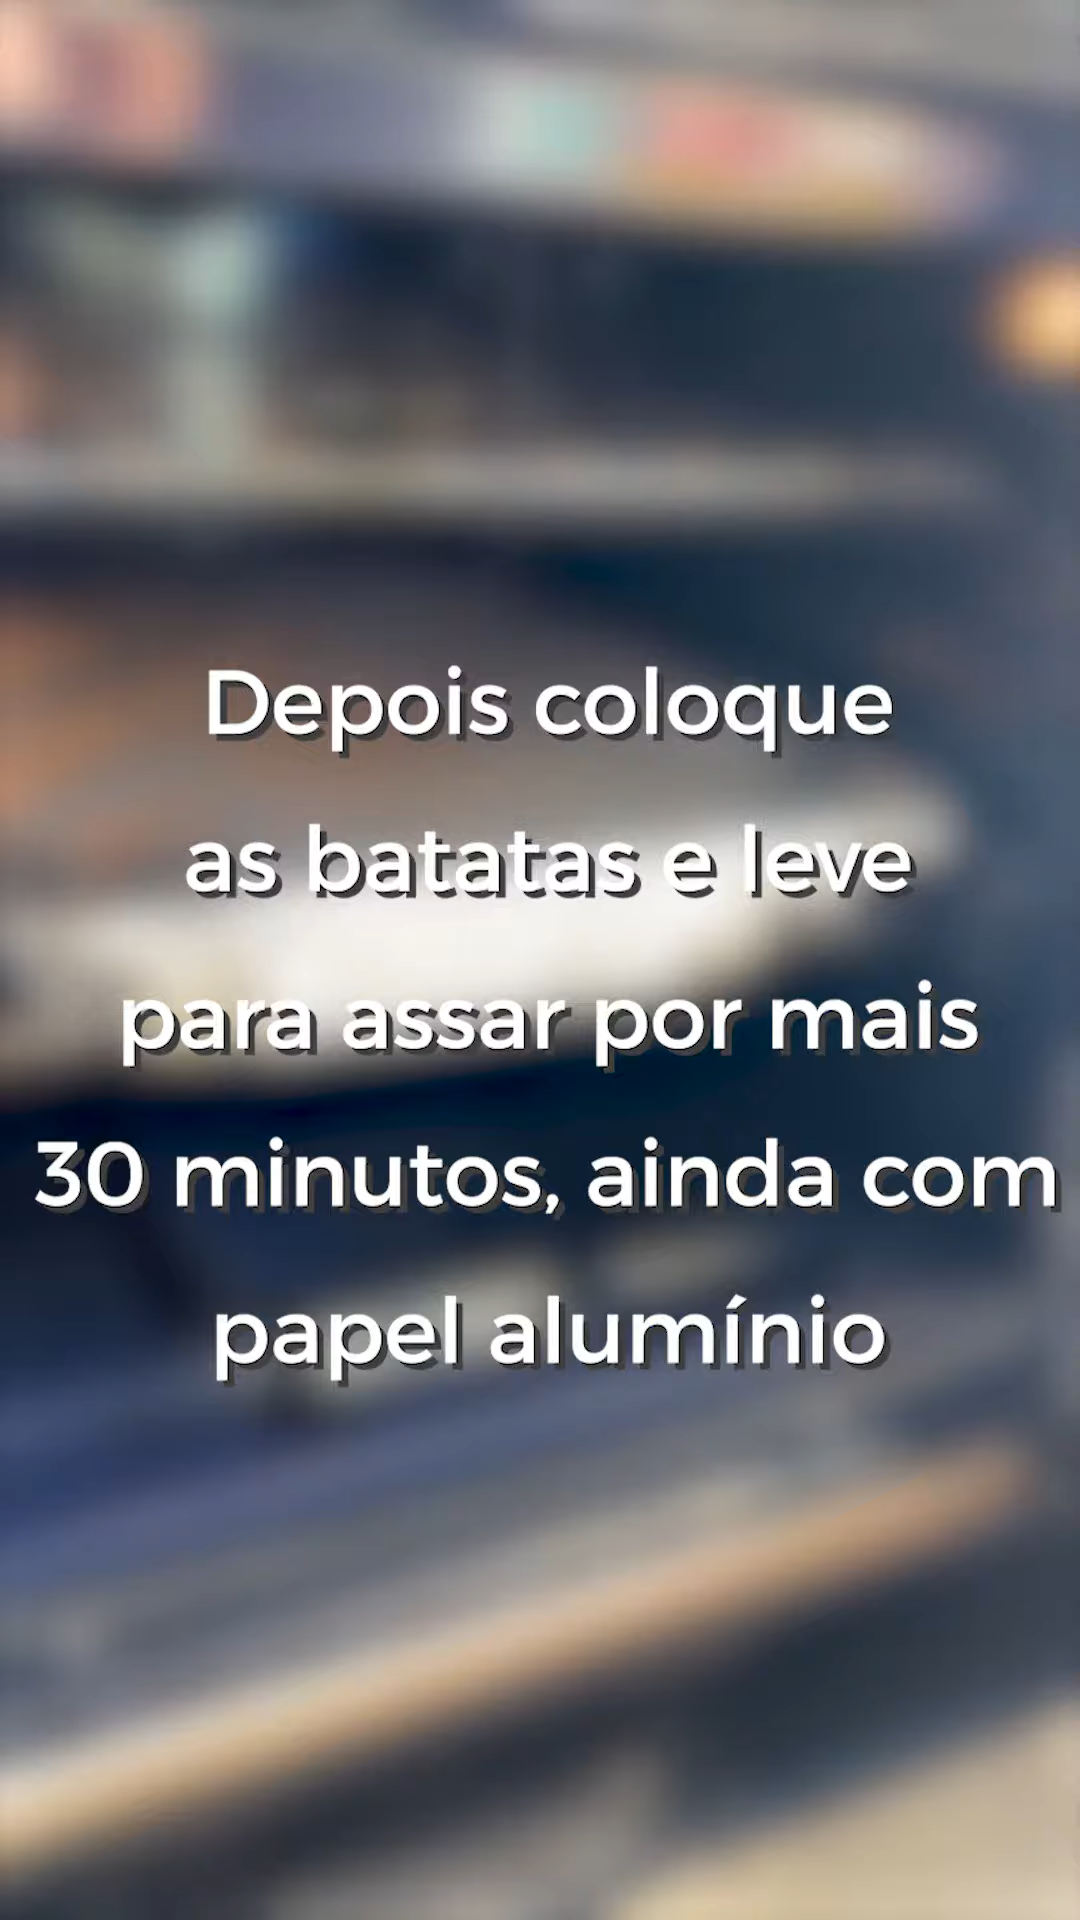 Depois coloque
as batatas e leve
para assar por mais
30 minutos, ainda com
papel alumínio